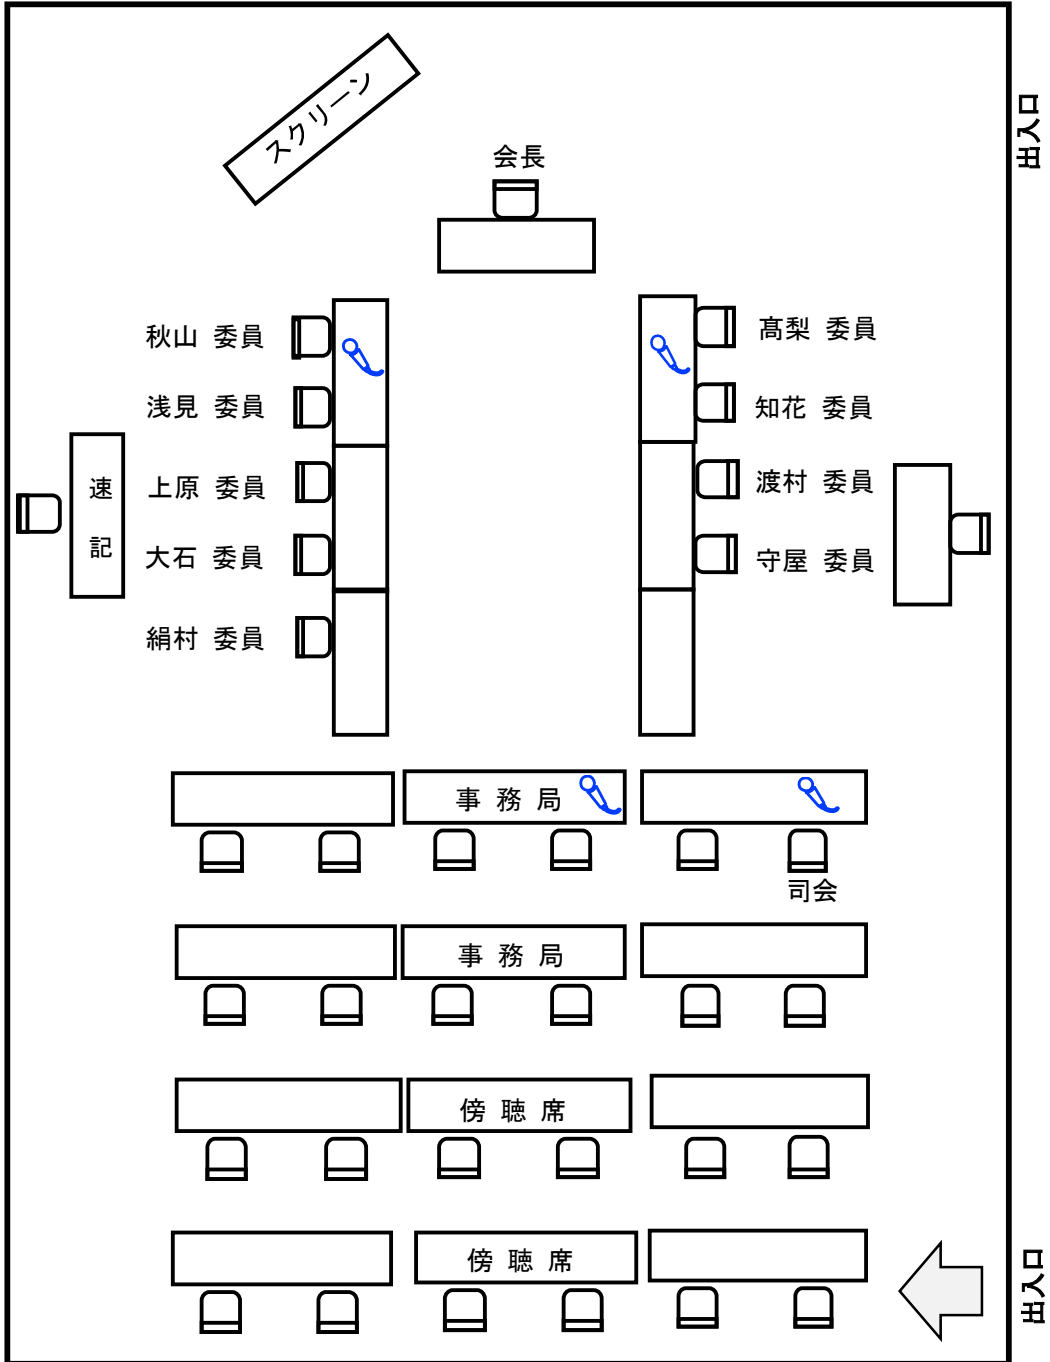 スクリーン
出入口
会長
秋山 委員
髙梨 委員
浅見 委員
知花 委員
上原 委員
渡村 委員
大石 委員
守屋 委員
絹村 委員
速記
事務局
司会
事務局
傍聴席
傍聴席
出入口